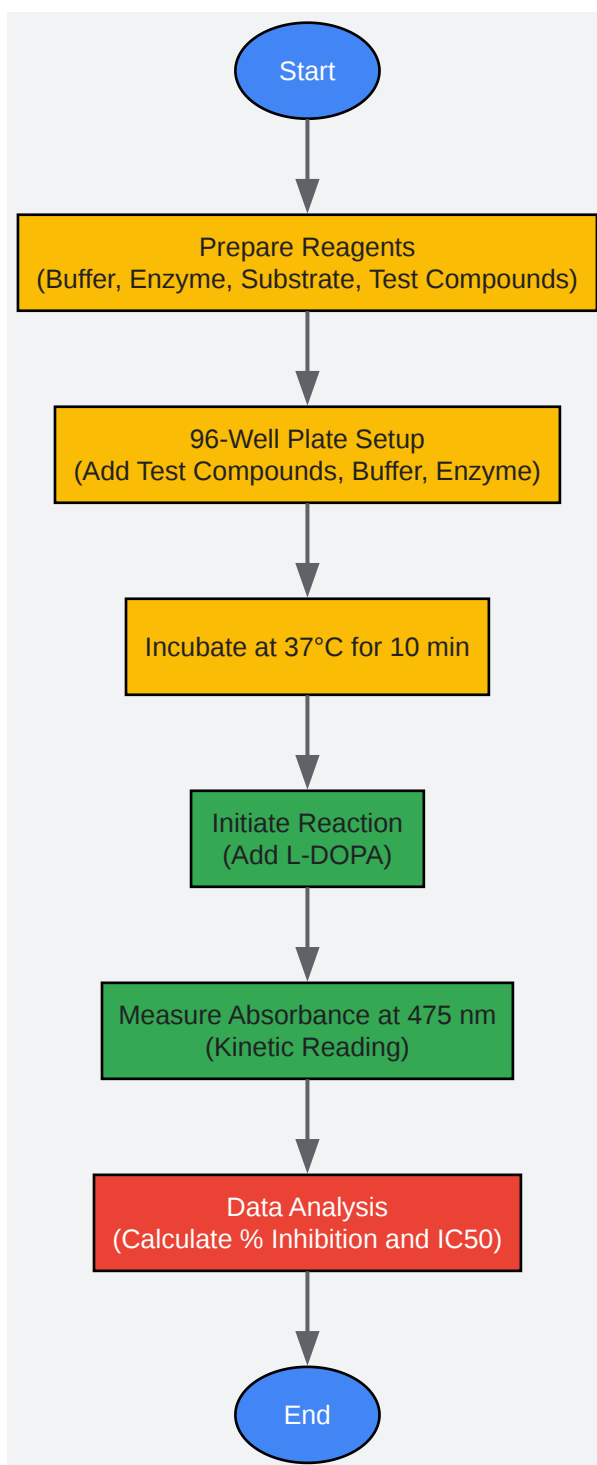 Start
Prepare Reagents
(Buffer, Enzyme, Substrate, Test Compounds)
96-Well Plate Setup
(Add Test Compounds, Buffer, Enzyme)
Incubate at 37°C for 10 min
Initiate Reaction
(Add L-DOPA)
Measure Absorbance at 475 nm
(Kinetic Reading)
Data Analysis
(Calculate % Inhibition and IC50)
End